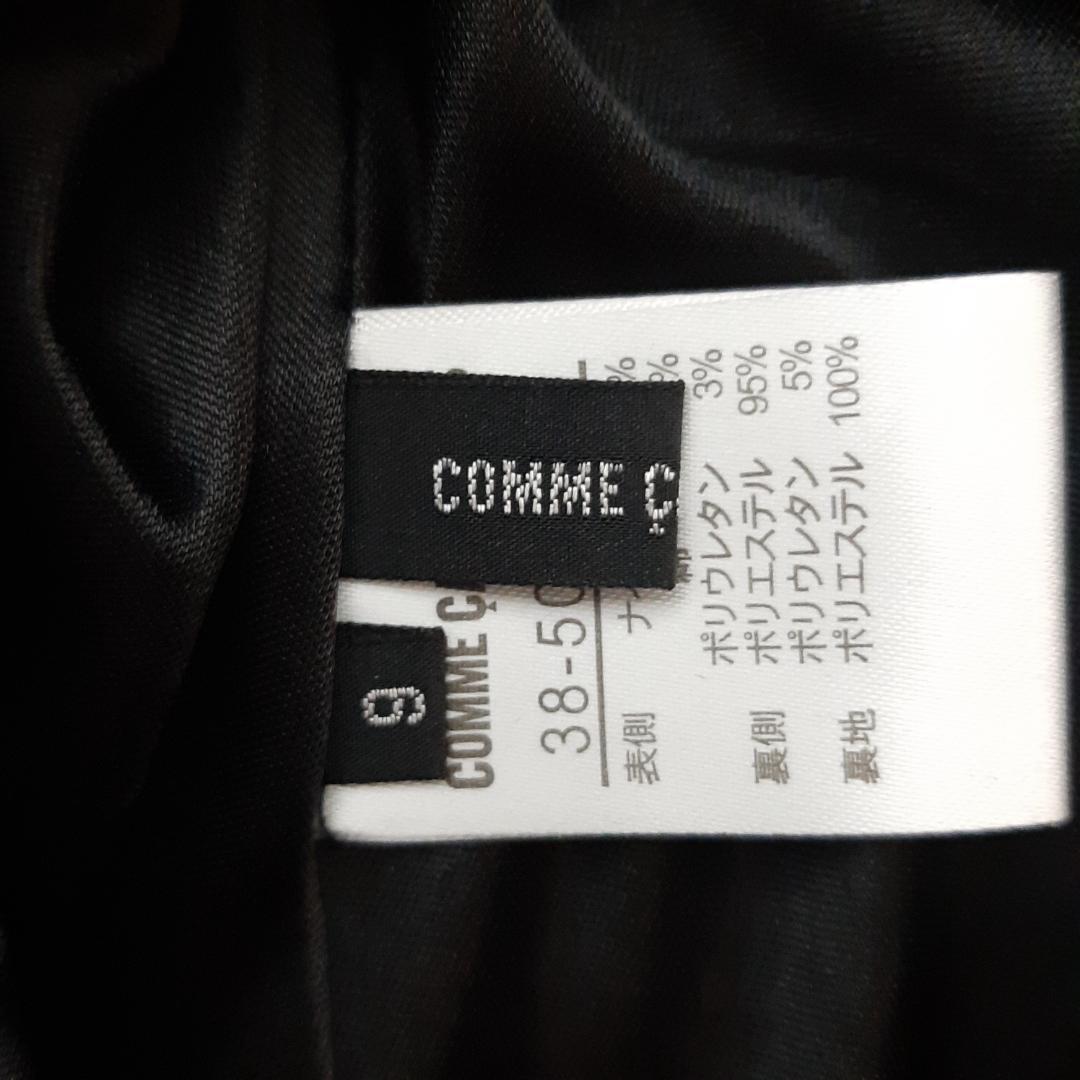 COMME Ç
9
COMME Ç
38-5
表側
ポリウレタン 3%
裏側 ポリエステル 95%
ポリウレタン 5%
裏地 ポリエステル 100%